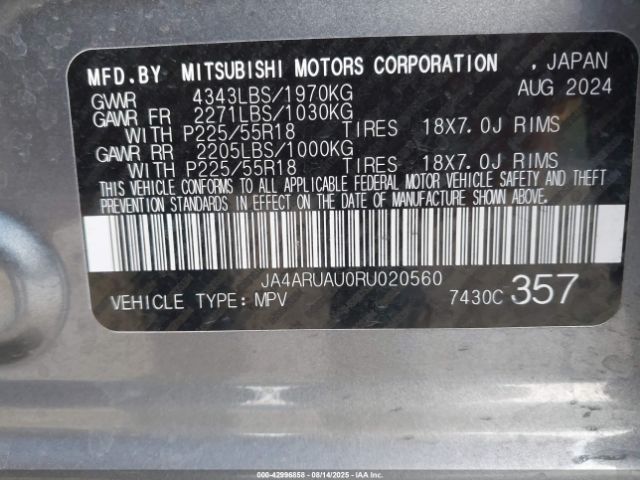 MFD.BY MITSUBISHI MOTORS CORPORATION , JAPAN
GVWR 4343LBS/1970KG AUG 2024
GAWR FR 2271LBS/1030KG
WITH P225/55R18 TIRES 18X7.0J RIMS
GAWR RR 2205LBS/1000KG
WITH P225/55R18 TIRES 18X7.0J RIMS
THIS VEHICLE CONFORMS TO ALL APPLICABLE FEDERAL MOTOR VEHICLE SAFETY AND THEFT
PREVENTION STANDARDS IN EFFECT ON THE DATE OF MANUFACTURE SHOWN ABOVE.
JA4ARUAU0RU020560
VEHICLE TYPE: MPV 7430C 357
000-42996858 - 08/14/2025 - COPYRIGHT IAA, LLC.